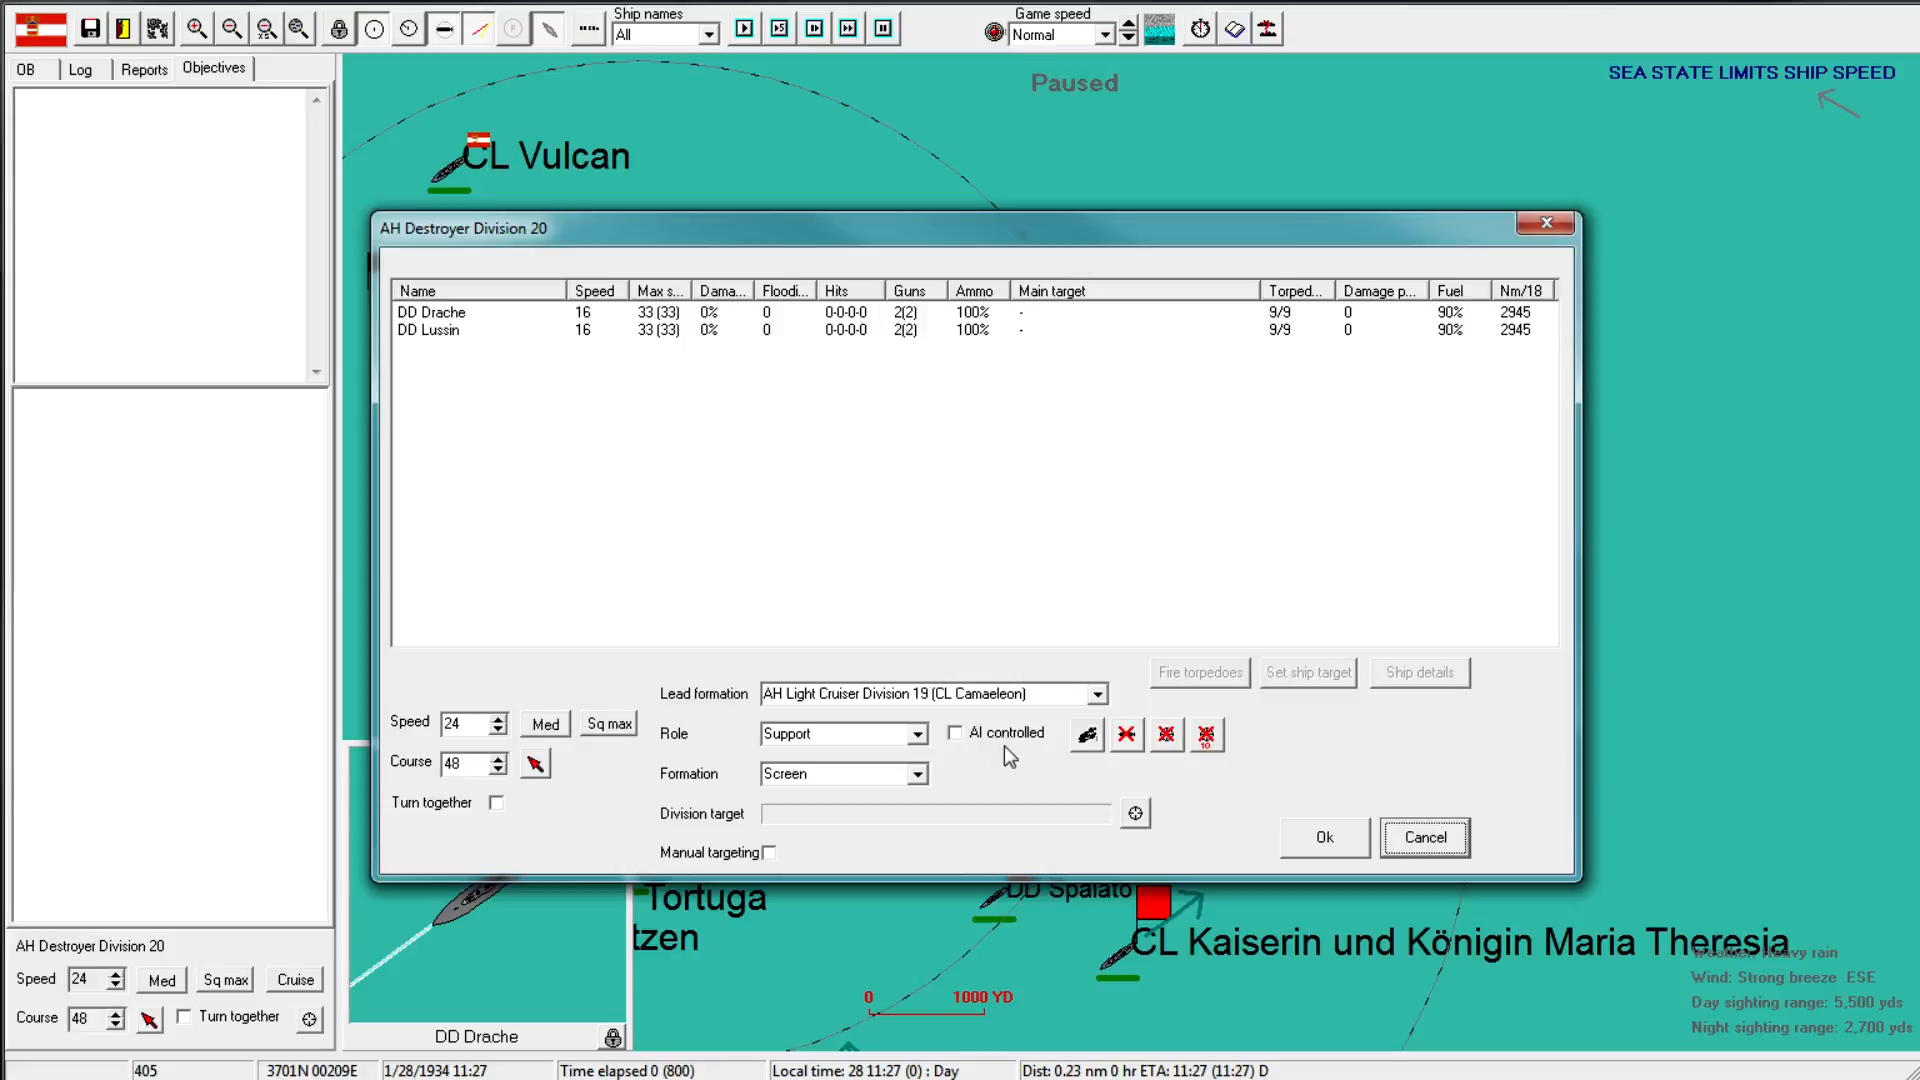 Ship names
All
Game speed
Normal
OB
Log
Reports
Objectives
Paused
SEA STATE LIMITS SHIP SPEED
CL Vulcan
AH Destroyer Division 20
Name Speed Max s... Dama... Floodi... Hits Guns Ammo Main target Torped... Damage p... Fuel Nm/18
DD Drache 16 33 (33) 0% 0 0-0-0-0 2(2) 100% - 9/9 0 90% 2945
DD Lussin 16 33 (33) 0% 0 0-0-0-0 2(2) 100% - 9/9 0 90% 2945
Fire torpedoes
Set ship target
Ship details
Lead formation AH Light Cruiser Division 19 (CL Camaeleon)
Speed 24 Med Sq max
Role Support AI controlled
10
Course 48
Formation Screen
Turn together
Division target
Manual targeting
Ok
Cancel
Tortuga
tzen
DD Spalato
CL Kaiserin und Königin Maria Theresia
Weather: Heavy rain
Wind: Strong breeze ESE
Day sighting range: 5,500 yds
Night sighting range: 2,700 yds
0 1000 YD
AH Destroyer Division 20
Speed 24 Med Sq max Cruise
Course 48 Turn together
DD Drache
405
3701N 00209E
1/28/1934 11:27
Time elapsed 0 (800)
Local time: 28 11:27 (0) : Day
Dist: 0.23 nm 0 hr ETA: 11:27 (11:27) D